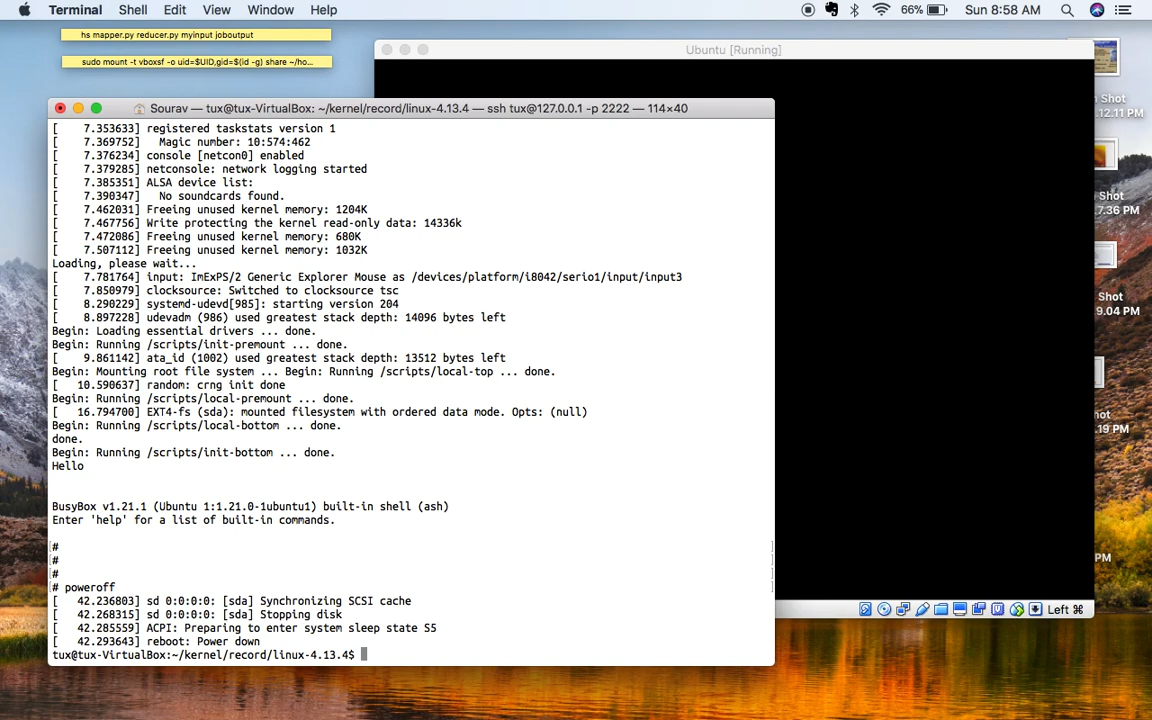 Terminal Shell Edit View Window Help 66% Sun 8:58 AM
hs mapper.py reducer.py myinput joboutput
sudo mount -t vboxsf -o uid=$UID,gid=$(id -g) share ~/ho...
Ubuntu [Running]
Sourav — tux@tux-VirtualBox: ~/kernel/record/linux-4.13.4 — ssh tux@127.0.0.1 -p 2222 — 114×40
[    7.353633] registered taskstats version 1
[    7.369752]   Magic number: 10:574:462
[    7.376234] console [netcon0] enabled
[    7.379285] netconsole: network logging started
[    7.385351] ALSA device list:
[    7.390347]   No soundcards found.
[    7.462031] Freeing unused kernel memory: 1204K
[    7.467756] Write protecting the kernel read-only data: 14336k
[    7.472086] Freeing unused kernel memory: 680K
[    7.507112] Freeing unused kernel memory: 1032K
Loading, please wait...
[    7.781764] input: ImExPS/2 Generic Explorer Mouse as /devices/platform/i8042/serio1/input/input3
[    7.850979] clocksource: Switched to clocksource tsc
[    8.290229] systemd-udevd[985]: starting version 204
[    8.897228] udevadm (986) used greatest stack depth: 14096 bytes left
Begin: Loading essential drivers ... done.
Begin: Running /scripts/init-premount ... done.
[    9.861142] ata_id (1002) used greatest stack depth: 13512 bytes left
Begin: Mounting root file system ... Begin: Running /scripts/local-top ... done.
[   10.590637] random: crng init done
Begin: Running /scripts/local-premount ... done.
[   16.794700] EXT4-fs (sda): mounted filesystem with ordered data mode. Opts: (null)
Begin: Running /scripts/local-bottom ... done.
done.
Begin: Running /scripts/init-bottom ... done.
Hello
BusyBox v1.21.1 (Ubuntu 1:1.21.0-1ubuntu1) built-in shell (ash)
Enter 'help' for a list of built-in commands.
#
#
#
# poweroff
[   42.236803] sd 0:0:0:0: [sda] Synchronizing SCSI cache
[   42.268315] sd 0:0:0:0: [sda] Stopping disk
[   42.285559] ACPI: Preparing to enter system sleep state S5
[   42.293643] reboot: Power down
tux@tux-VirtualBox:~/kernel/record/linux-4.13.4$
Left ⌘
Shot
12.11 PM
Shot
7.36 PM
Shot
9.04 PM
hot
.19 PM
PM